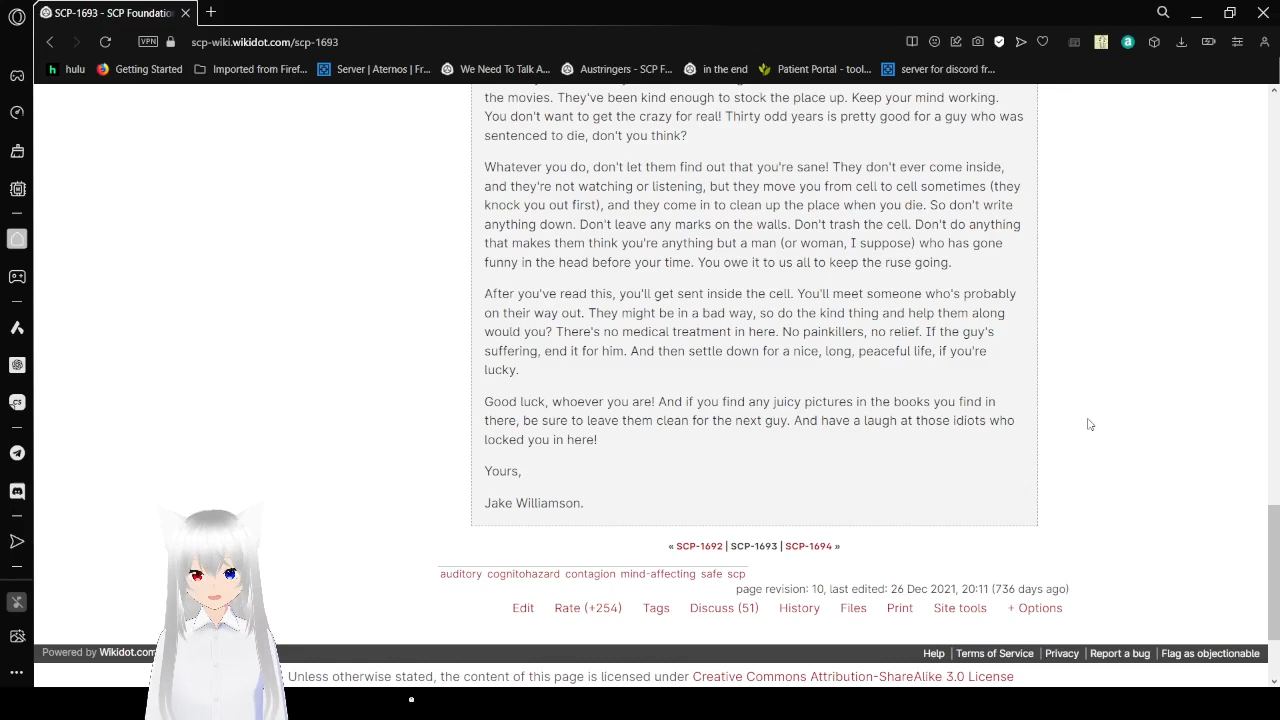 SCP-1693 - SCP Foundatio
scp-wiki.wikidot.com/scp-1693
VPN
hulu
Getting Started
Imported from Firef...
Server | Aternos | Fr...
We Need To Talk A...
Austringers - SCP F...
in the end
Patient Portal - tool...
server for discord fr...
the movies. They've been kind enough to stock the place up. Keep your mind working.
You don't want to get the crazy for real! Thirty odd years is pretty good for a guy who was
sentenced to die, don't you think?
Whatever you do, don't let them find out that you're sane! They don't ever come inside,
and they're not watching or listening, but they move you from cell to cell sometimes (they
knock you out first), and they come in to clean up the place when you die. So don't write
anything down. Don't leave any marks on the walls. Don't trash the cell. Don't do anything
that makes them think you're anything but a man (or woman, I suppose) who has gone
funny in the head before your time. You owe it to us all to keep the ruse going.
After you've read this, you'll get sent inside the cell. You'll meet someone who's probably
on their way out. They might be in a bad way, so do the kind thing and help them along
would you? There's no medical treatment in here. No painkillers, no relief. If the guy's
suffering, end it for him. And then settle down for a nice, long, peaceful life, if you're
lucky.
Good luck, whoever you are! And if you find any juicy pictures in the books you find in
there, be sure to leave them clean for the next guy. And have a laugh at those idiots who
locked you in here!
Yours,
Jake Williamson.
« SCP-1692 | SCP-1693 | SCP-1694 »
auditory cognitohazard contagion mind-affecting safe scp
page revision: 10, last edited: 26 Dec 2021, 20:11 (736 days ago)
Edit Rate (+254) Tags Discuss (51) History Files Print Site tools + Options
Powered by Wikidot.com
Help | Terms of Service | Privacy | Report a bug | Flag as objectionable
Unless otherwise stated, the content of this page is licensed under Creative Commons Attribution-ShareAlike 3.0 License